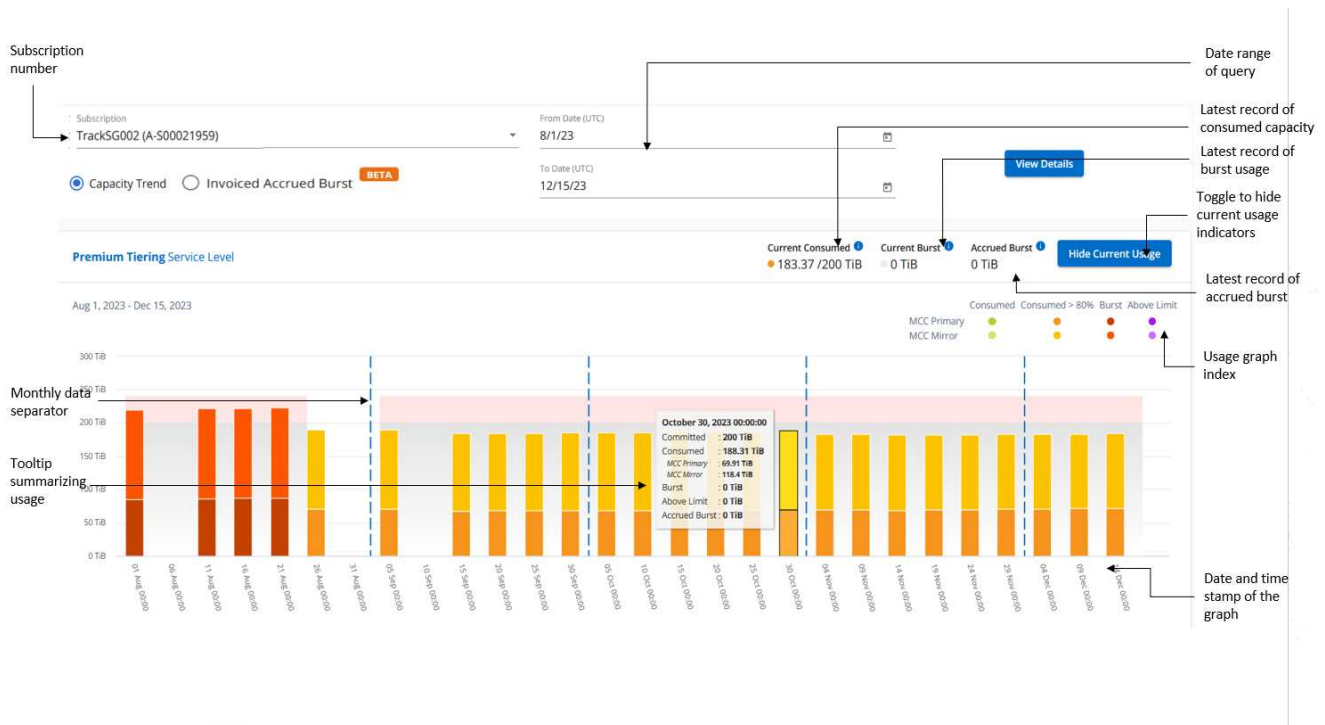 Subscription
number
Date range
of query
Latest record of
consumed capacity
Latest record of
burst usage
Toggle to hide
current usage
indicators
Latest record of
accrued burst
Usage graph
index
Subscription
TrackSG002 (A-S00021959)
From Date (UTC)
8/1/23
Capacity Trend
Invoiced Accrued Burst
BETA
To Date (UTC)
12/15/23
View Details
Premium Tiering Service Level
Current Consumed
183.37 /200 TiB
Current Burst
0 TiB
Accrued Burst
0 TiB
Hide Current Usage
Aug 1, 2023 - Dec 15, 2023
Consumed Consumed > 80% Burst Above Limit
MCC Primary
MCC Mirror
Monthly data
separator
Tooltip
summarizing
usage
300 TiB
250 TiB
200 TiB
150 TiB
100 TiB
50 TiB
0 TiB
October 30, 2023 00:00:00
Committed : 200 TiB
Consumed : 188.31 TiB
MCC Primary : 69.91 TiB
MCC Mirror : 118.4 TiB
Burst : 0 TiB
Above Limit : 0 TiB
Accrued Burst : 0 TiB
01 Aug 00:00
06 Aug 00:00
11 Aug 00:00
16 Aug 00:00
21 Aug 00:00
26 Aug 00:00
31 Aug 00:00
05 Sep 00:00
10 Sep 00:00
15 Sep 00:00
20 Sep 00:00
25 Sep 00:00
30 Sep 00:00
05 Oct 00:00
10 Oct 00:00
15 Oct 00:00
20 Oct 00:00
25 Oct 00:00
30 Oct 00:00
04 Nov 00:00
09 Nov 00:00
14 Nov 00:00
19 Nov 00:00
24 Nov 00:00
29 Nov 00:00
04 Dec 00:00
09 Dec 00:00
Dec 00:00
Date and time
stamp of the
graph